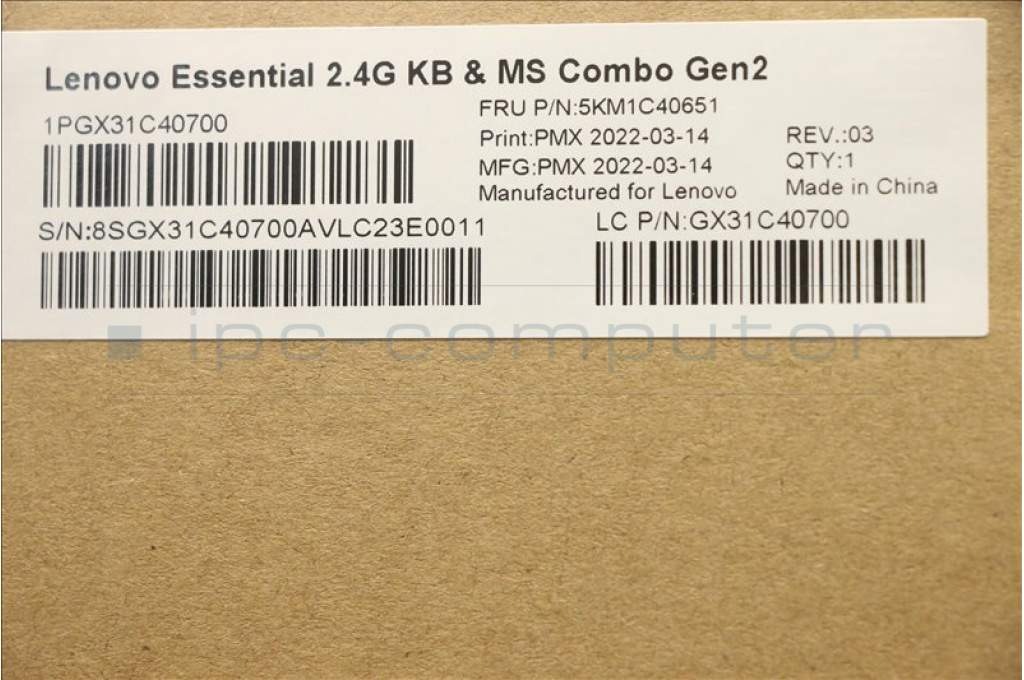 Lenovo Essential 2.4G KB & MS Combo Gen2
1PGX31C40700
FRU P/N:5KM1C40651
Print:PMX 2022-03-14
REV.:03
MFG:PMX 2022-03-14
QTY:1
Manufactured for Lenovo
Made in China
S/N:8SGX31C40700AVLC23E0011
LC P/N:GX31C40700
ipc-computer